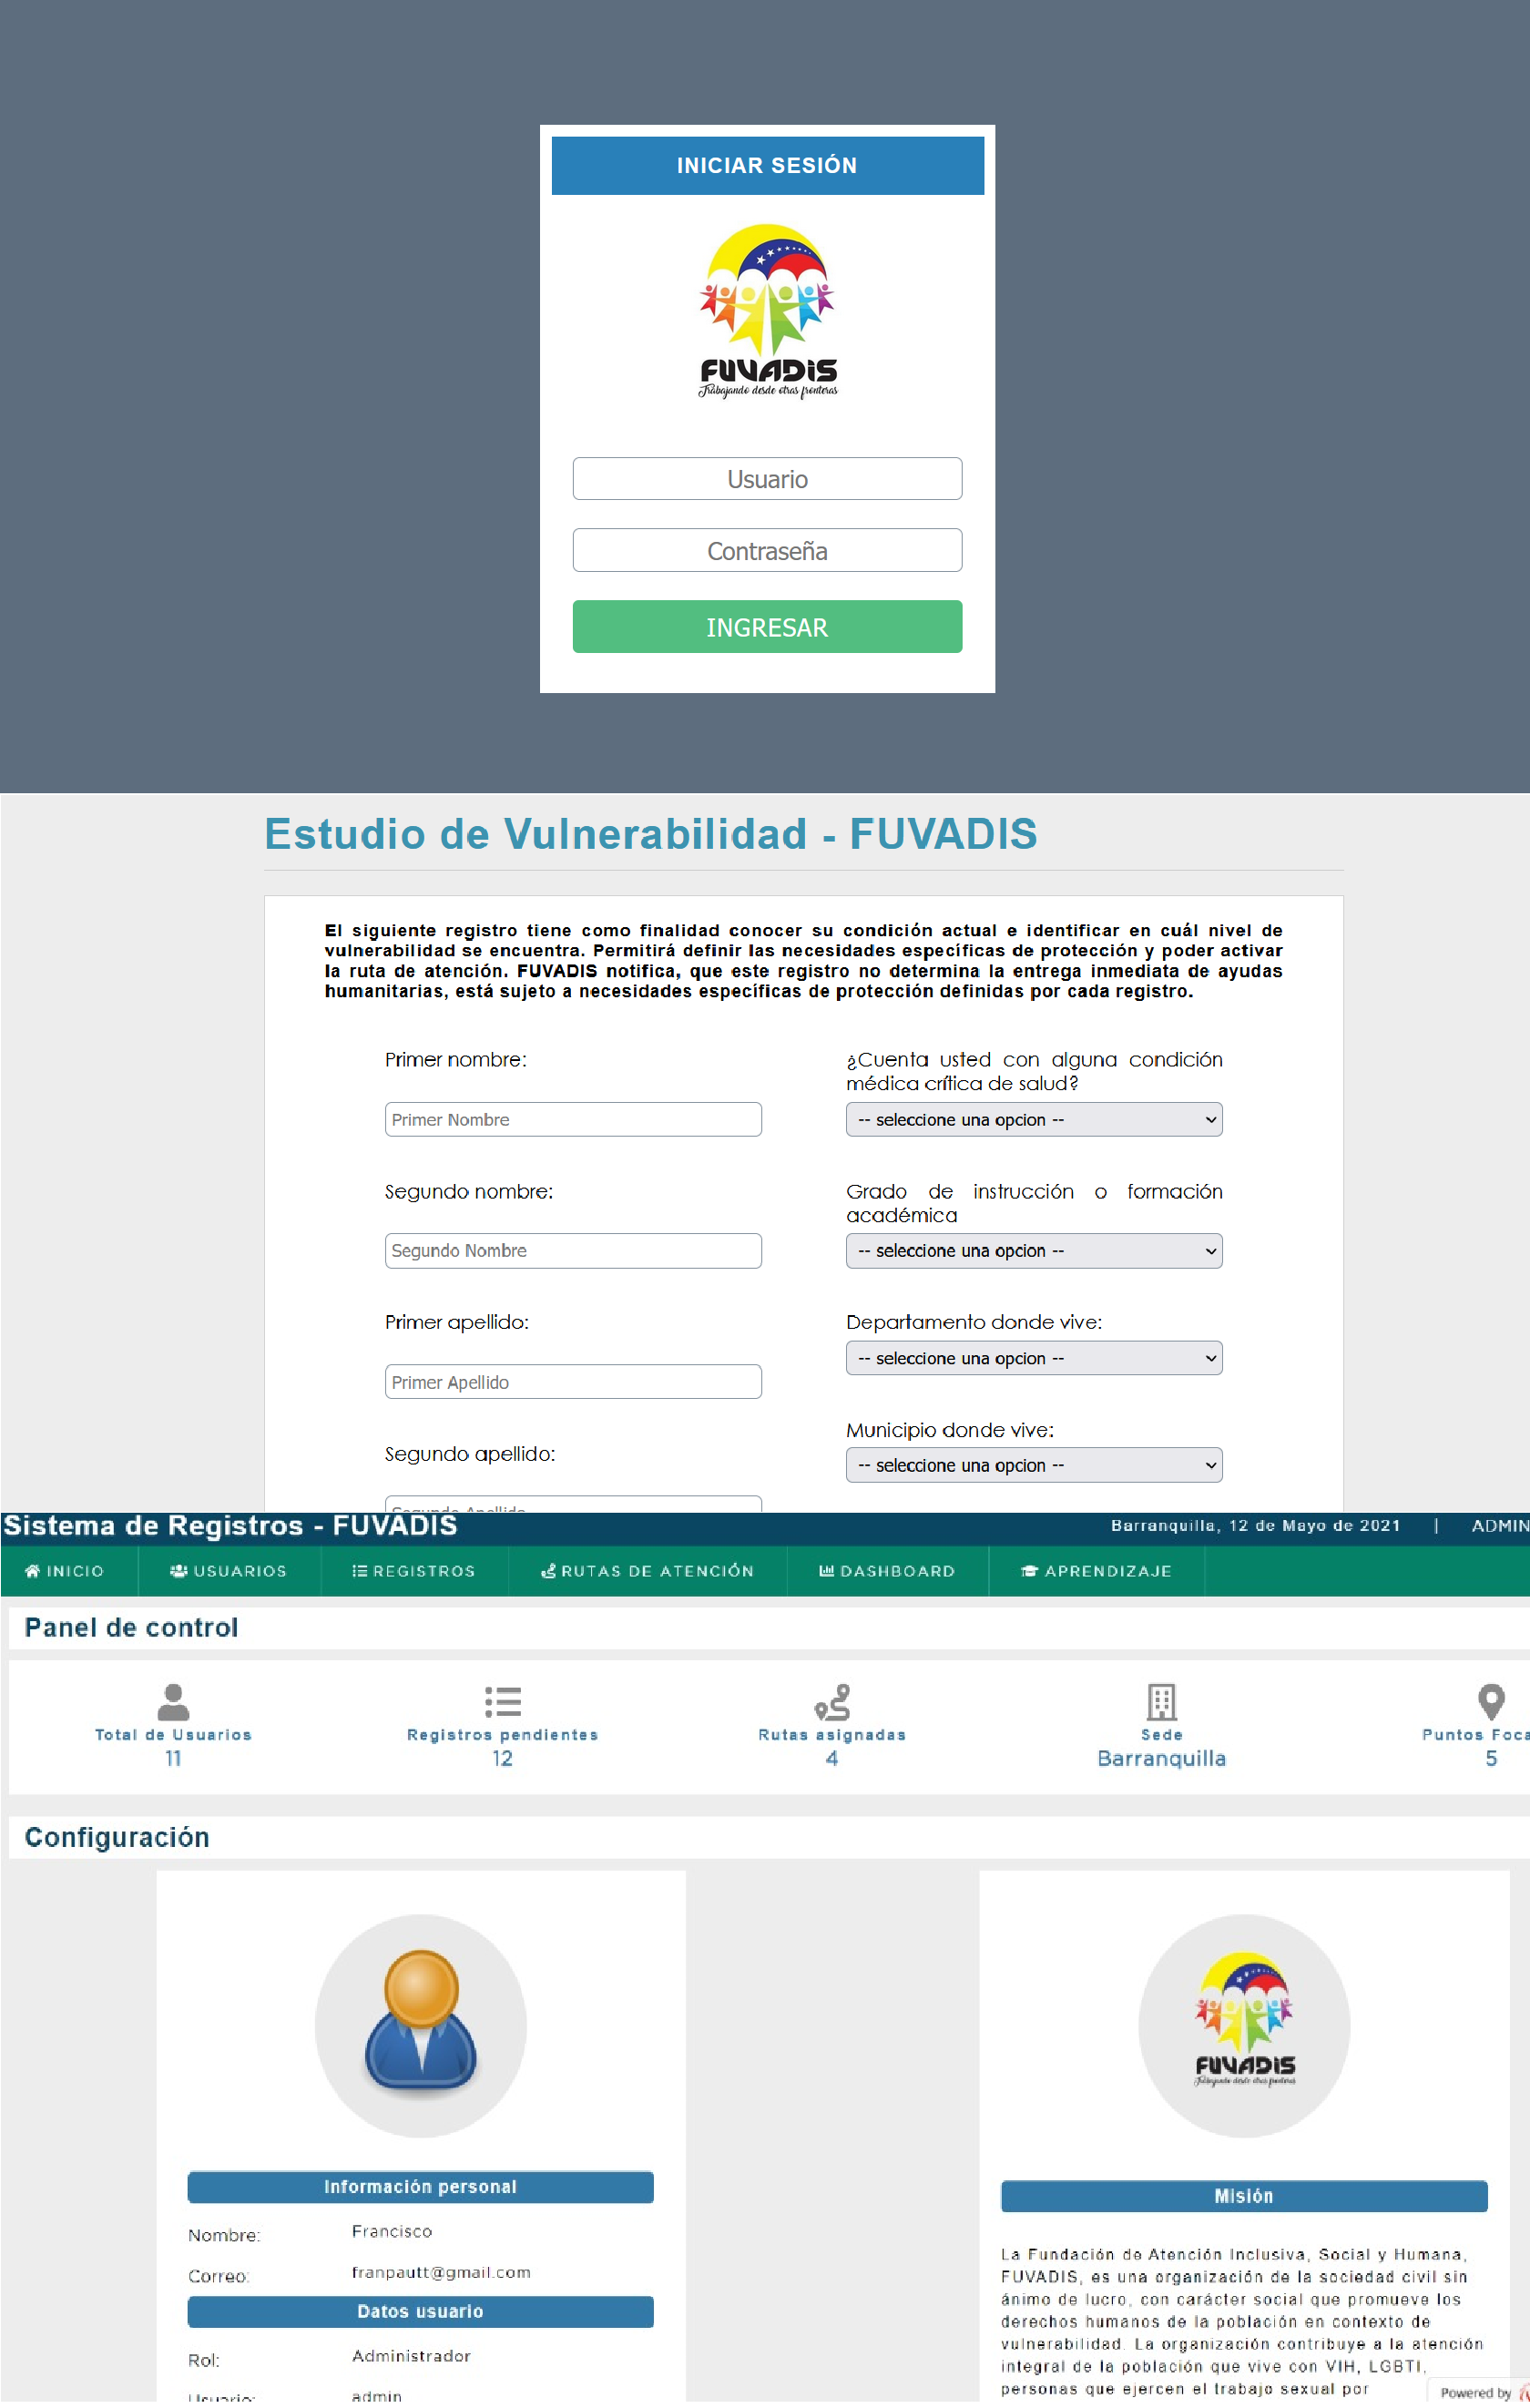 INICIAR SESIÓN
FUVADIS
Trabajando desde otras fronteras
Usuario
Contraseña
INGRESAR
Estudio de Vulnerabilidad - FUVADIS
El siguiente registro tiene como finalidad conocer su condición actual e identificar en cuál nivel de
vulnerabilidad se encuentra. Permitirá definir las necesidades específicas de protección y poder activar
la ruta de atención. FUVADIS notifica, que este registro no determina la entrega inmediata de ayudas
humanitarias, está sujeto a necesidades específicas de protección definidas por cada registro.
Primer nombre:
Primer Nombre
Segundo nombre:
Segundo Nombre
Primer apellido:
Primer Apellido
Segundo apellido:
Segundo Apellido
¿Cuenta usted con alguna condición
médica crítica de salud?
-- seleccione una opcion --
Grado de instrucción o formación
académica
-- seleccione una opcion --
Departamento donde vive:
-- seleccione una opcion --
Municipio donde vive:
-- seleccione una opcion --
Sistema de Registros - FUVADIS
Barranquilla, 12 de Mayo de 2021 | ADMIN
INICIO USUARIOS REGISTROS RUTAS DE ATENCIÓN DASHBOARD APRENDIZAJE
Panel de control
Total de Usuarios
11
Registros pendientes
12
Rutas asignadas
4
Sede
Barranquilla
Puntos Foca
5
Configuración
Información personal
Nombre: Francisco
Correo: franpautt@gmail.com
Datos usuario
Rol: Administrador
Usuario: admin
FUVADIS
Trabajando desde otras fronteras
Misión
La Fundación de Atención Inclusiva, Social y Humana,
FUVADIS, es una organización de la sociedad civil sin
ánimo de lucro, con carácter social que promueve los
derechos humanos de la población en contexto de
vulnerabilidad. La organización contribuye a la atención
integral de la población que vive con VIH, LGBTI,
personas que ejercen el trabajo sexual por
Powered by